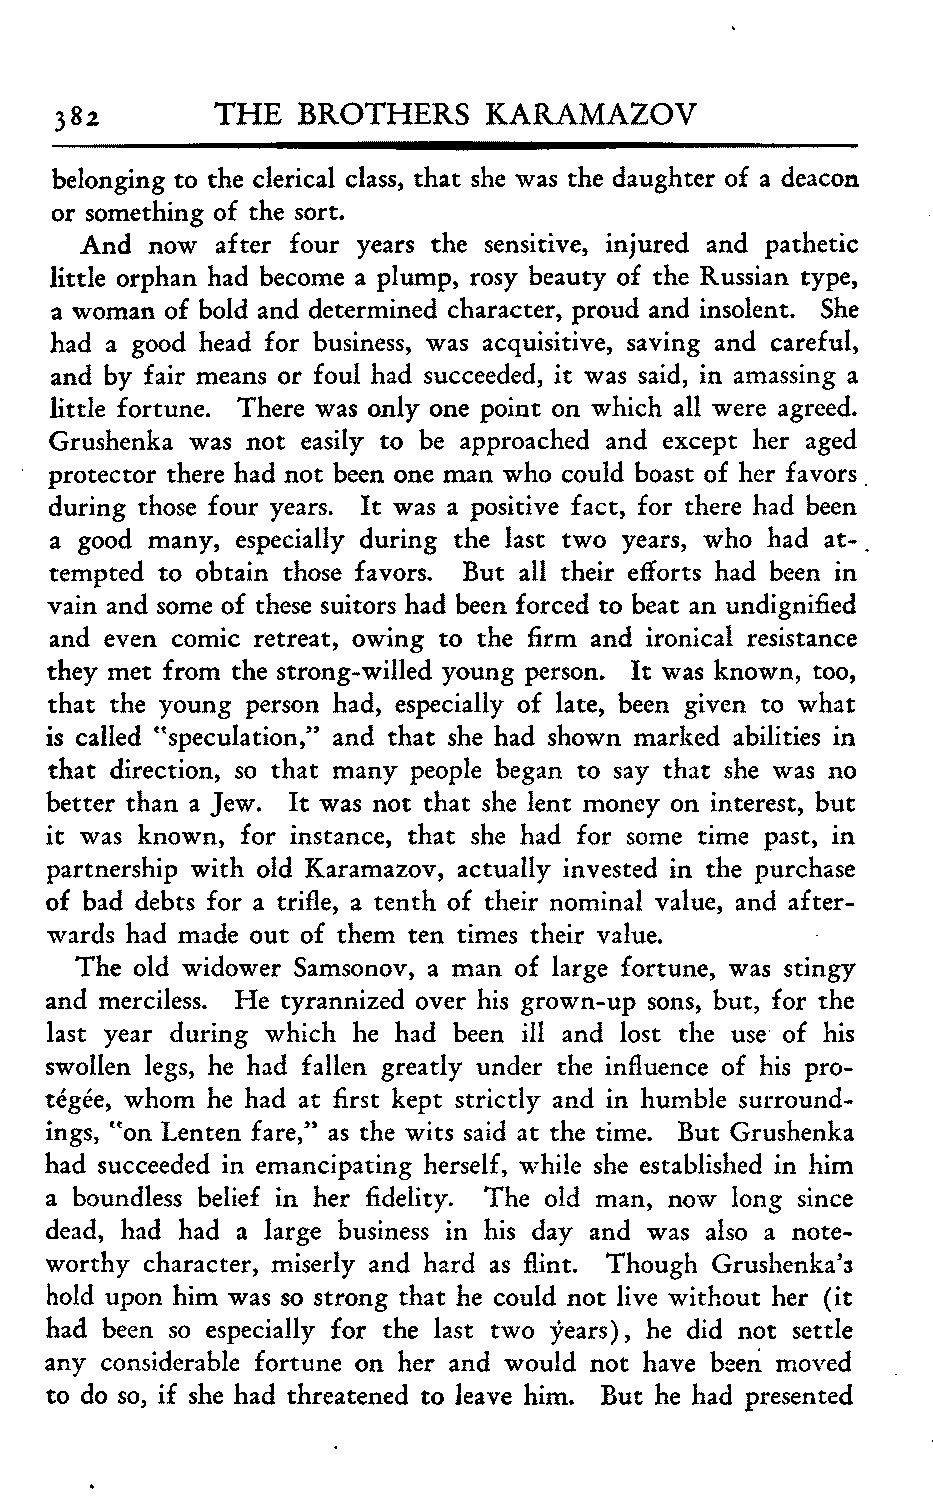 382 THE BROTHERS KARAMAZOV
belonging to the clerical class, that she was the daughter of a deacon
or something of the sort.
And now after four years the sensitive, injured and pathetic
little orphan had become a plump, rosy beauty of the Russian type,
a woman of bold and determined character, proud and insolent. She
had a good head for business, was acquisitive, saving and careful,
and by fair means or foul had succeeded, it was said, in amassing a
little fortune. There was only one point on which all were agreed.
Grushenka was not easily to be approached and except her aged
protector there had not been one man who could boast of her favors
during those four years. It was a positive fact, for there had been
a good many, especially during the last two years, who had at-
tempted to obtain those favors. But all their efforts had been in
vain and some of these suitors had been forced to beat an undignified
and even comic retreat, owing to the firm and ironical resistance
they met from the strong-willed young person. It was known, too,
that the young person had, especially of late, been given to what
is called "speculation," and that she had shown marked abilities in
that direction, so that many people began to say that she was no
better than a Jew. It was not that she lent money on interest, but
it was known, for instance, that she had for some time past, in
partnership with old Karamazov, actually invested in the purchase
of bad debts for a trifle, a tenth of their nominal value, and after-
wards had made out of them ten times their value.
The old widower Samsonov, a man of large fortune, was stingy
and merciless. He tyrannized over his grown-up sons, but, for the
last year during which he had been ill and lost the use of his
swollen legs, he had fallen greatly under the influence of his pro-
tégée, whom he had at first kept strictly and in humble surround-
ings, "on Lenten fare," as the wits said at the time. But Grushenka
had succeeded in emancipating herself, while she established in him
a boundless belief in her fidelity. The old man, now long since
dead, had had a large business in his day and was also a note-
worthy character, miserly and hard as flint. Though Grushenka's
hold upon him was so strong that he could not live without her (it
had been so especially for the last two years), he did not settle
any considerable fortune on her and would not have been moved
to do so, if she had threatened to leave him. But he had presented